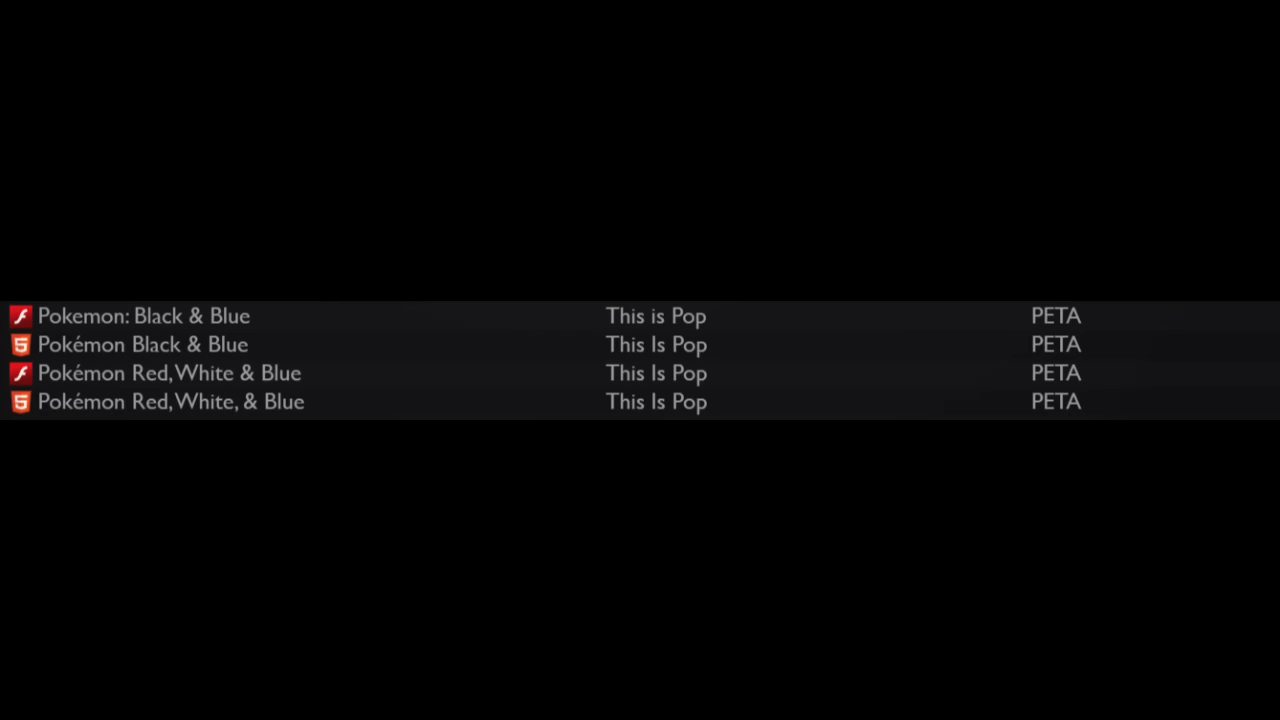 Pokemon: Black & Blue This is Pop PETA
Pokémon Black & Blue This Is Pop PETA
Pokémon Red, White & Blue This Is Pop PETA
Pokémon Red, White, & Blue This Is Pop PETA